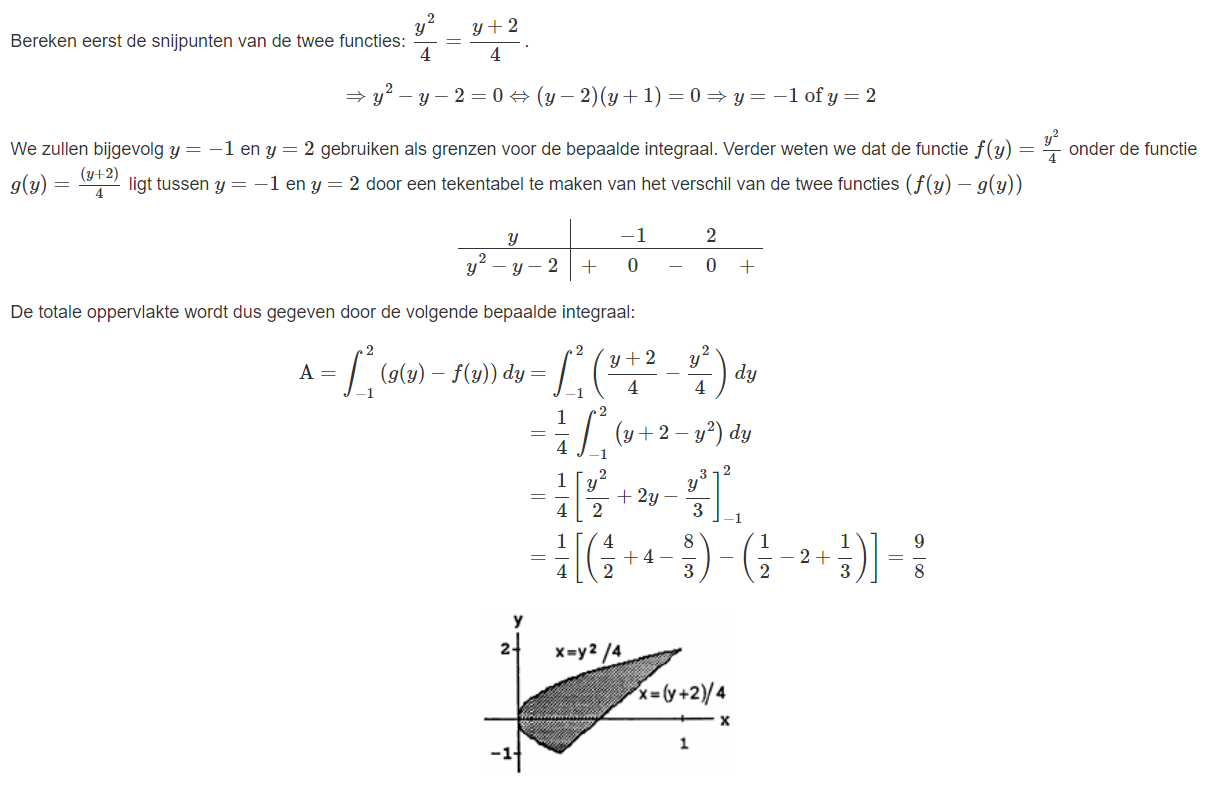 Bereken eerst de snijpunten van de twee functies: $\frac{y^2}{4} = \frac{y+2}{4}$.
$\Rightarrow y^2 - y - 2 = 0 \Leftrightarrow (y-2)(y+1) = 0 \Rightarrow y = -1 \text{ of } y = 2$
We zullen bijgevolg $y = -1$ en $y = 2$ gebruiken als grenzen voor de bepaalde integraal. Verder weten we dat de functie $f(y) = \frac{y^2}{4}$ onder de functie
$g(y) = \frac{(y+2)}{4}$ ligt tussen $y = -1$ en $y = 2$ door een tekentabel te maken van het verschil van de twee functies $(f(y) - g(y))$
y | −1 2
$y^2 - y - 2$ | + 0 − 0 +
De totale oppervlakte wordt dus gegeven door de volgende bepaalde integraal:
$A = \int_{-1}^{2} (g(y) - f(y))\, dy = \int_{-1}^{2} \left( \frac{y+2}{4} - \frac{y^2}{4} \right) dy$
$= \frac{1}{4} \int_{-1}^{2} (y + 2 - y^2)\, dy$
$= \frac{1}{4} \left[ \frac{y^2}{2} + 2y - \frac{y^3}{3} \right]_{-1}^{2}$
$= \frac{1}{4} \left[ \left( \frac{4}{2} + 4 - \frac{8}{3} \right) - \left( \frac{1}{2} - 2 + \frac{1}{3} \right) \right] = \frac{9}{8}$
y
2
x=y² /4
x=(y+2)/4
x
1
−1